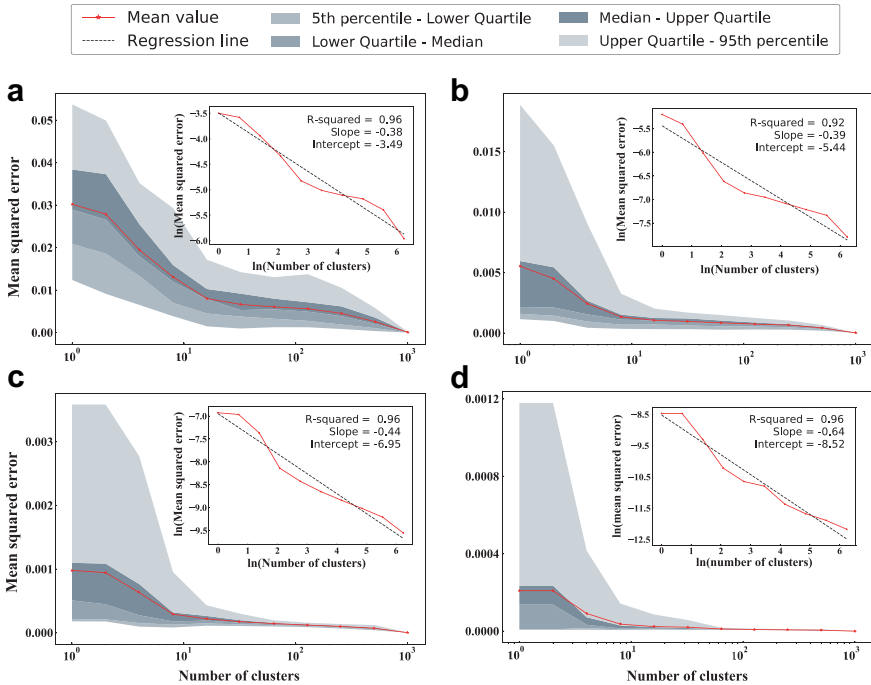 Mean value
Regression line
5th percentile - Lower Quartile
Lower Quartile - Median
Median - Upper Quartile
Upper Quartile - 95th percentile
a
Mean squared error
0.05
0.04
0.03
0.02
0.01
0.00
10^0
10^1
10^2
10^3
ln(Mean squared error)
−3.5
−4.0
−4.5
−5.0
−5.5
−6.0
0
1
2
3
4
5
6
ln(Number of clusters)
R-squared = 0.96
Slope = -0.38
Intercept = -3.49
b
0.015
0.010
0.005
0.000
10^0
10^1
10^2
10^3
ln(Mean squared error)
−5.5
−6.0
−6.5
−7.0
−7.5
0
1
2
3
4
5
6
ln(Number of clusters)
R-squared = 0.92
Slope = -0.39
Intercept = -5.44
c
Mean squared error
0.003
0.002
0.001
0.000
10^0
10^1
10^2
10^3
Number of clusters
ln(Mean squared error)
−7.0
−7.5
−8.0
−8.5
−9.0
−9.5
0
1
2
3
4
5
6
ln(Number of clusters)
R-squared = 0.96
Slope = -0.44
Intercept = -6.95
d
0.0012
0.0008
0.0004
0.0000
10^0
10^1
10^2
10^3
Number of clusters
ln(mean squared error)
−8.5
−9.5
−10.5
−11.5
−12.5
0
1
2
3
4
5
6
ln(number of clusters)
R-squared = 0.96
Slope = -0.64
Intercept = -8.52